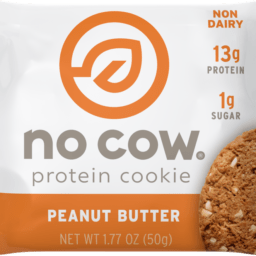 NON
DAIRY
13g
PROTEIN
1g
SUGAR
no cow®
protein cookie
PEANUT BUTTER
NET WT 1.77 OZ (50g)